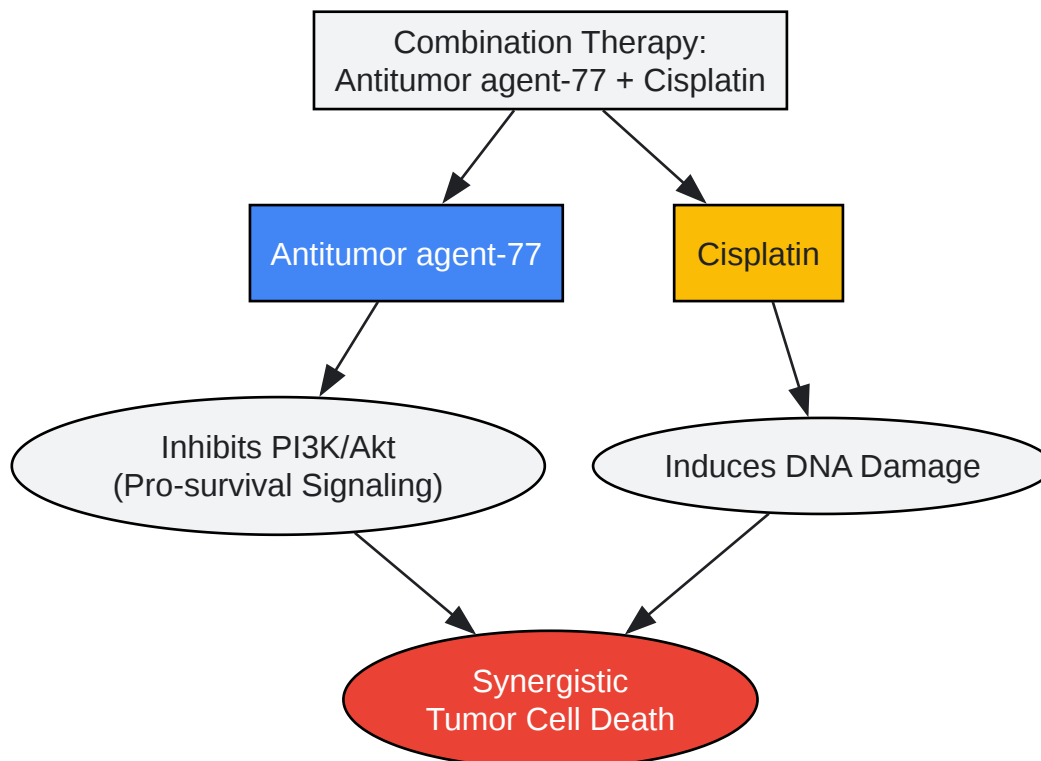 Combination Therapy:
Antitumor agent-77 + Cisplatin
Antitumor agent-77
Cisplatin
Inhibits PI3K/Akt
(Pro-survival Signaling)
Induces DNA Damage
Synergistic
Tumor Cell Death